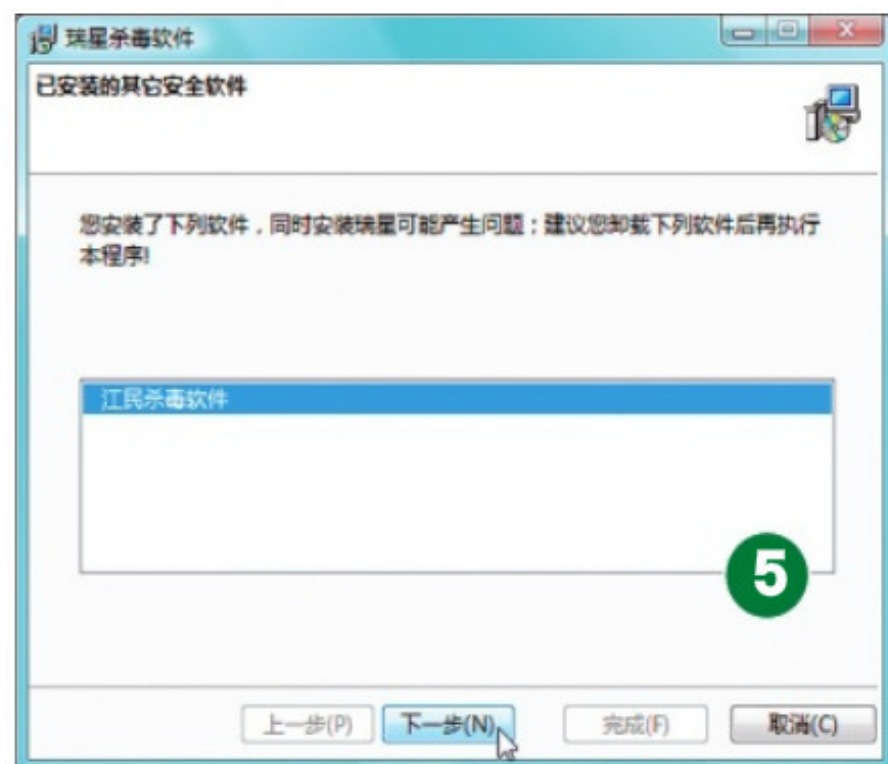 瑞星杀毒软件
已安装的其它安全软件
您安装了下列软件，同时安装瑞星可能产生问题；建议您卸载下列软件后再执行
本程序!
江民杀毒软件
5
上一步(P) 下一步(N) 完成(F) 取消(C)